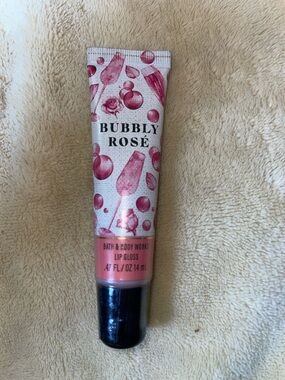 BUBBLY
ROSÉ
BATH & BODY WORKS
LIP GLOSS
.47 FL/OZ 14 mL